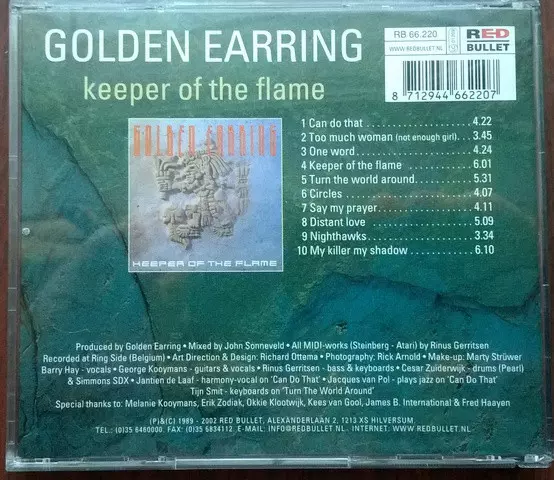 GOLDEN EARRING
keeper of the flame
RB 66.220
WWW.REDBULLET.NL
RED BULLET
8 712944 662207
GOLDEN EARRING
KEEPER OF THE FLAME
1 Can do that 4.22
2 Too much woman (not enough girl) 3.45
3 One word 4.24
4 Keeper of the flame 6.01
5 Turn the world around 5.31
6 Circles 4.07
7 Say my prayer 4.11
8 Distant love 5.09
9 Nighthawks 3.34
10 My killer my shadow 6.10
Produced by Golden Earring • Mixed by John Sonneveld • All MIDI-works (Steinberg - Atari) by Rinus Gerritsen
Recorded at Ring Side (Belgium) • Art Direction & Design: Richard Ottema • Photography: Rick Arnold • Make-up: Marty Strüwer
Barry Hay - vocals • George Kooymans - guitars & vocals • Rinus Gerritsen - bass & keyboards • Cesar Zuiderwijk - drums (Pearl)
& Simmons SDX • Jantien de Laaf - harmony-vocal on 'Can Do That' • Jacques van Pol - plays jazz on 'Can Do That'
Tijn Smit - keyboards on 'Turn The World Around'
Special thanks to: Melanie Kooymans, Erik Zodiak, Okkie Klootwijk, Kees van Gool, James B. International & Fred Haayen
(P)&(C) 1989 - 2002 RED BULLET, ALEXANDERLAAN 2, 1213 XS HILVERSUM.
TEL: (0)35 6460000. FAX: (0)35 6834112. E-MAIL: INFO@REDBULLET.NL. INTERNET: WWW.REDBULLET.NL